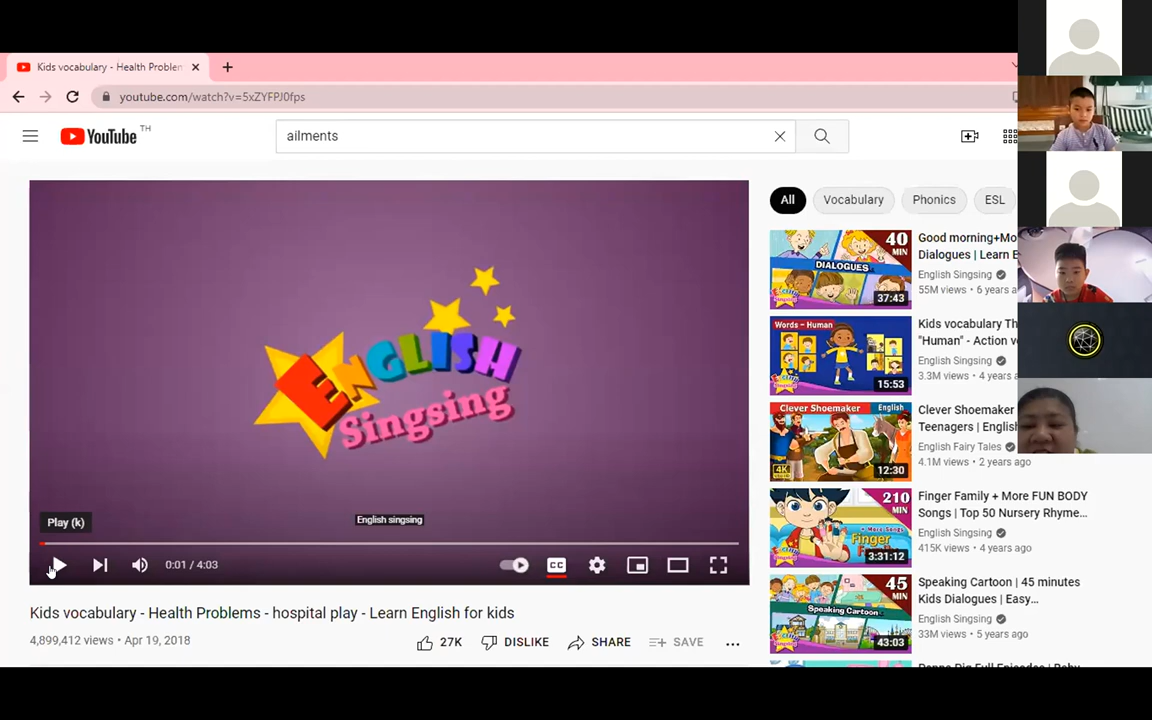 Kids vocabulary - Health Problem
youtube.com/watch?v=5xZYFPJ0fps
YouTube TH
ailments
ENGLISH
Singsing
English singsing
Play (k)
0:01 / 4:03
CC
Kids vocabulary - Health Problems - hospital play - Learn English for kids
4,899,412 views • Apr 19, 2018
27K
DISLIKE
SHARE
SAVE
All
Vocabulary
Phonics
ESL
40
MIN
DIALOGUES
37:43
Good morning+Mo
Dialogues | Learn E
English Singsing
55M views • 6 years a
Words - Human
15:53
Kids vocabulary Th
"Human" - Action v
English Singsing
3.3M views • 4 years a
Clever Shoemaker
English
4K
12:30
Clever Shoemaker
Teenagers | English
English Fairy Tales
4.1M views • 2 years ago
210
MIN
Finger
3:31:12
Finger Family + More FUN BODY
Songs | Top 50 Nursery Rhyme...
English Singsing
415K views • 4 years ago
45
MIN
Speaking Cartoon
43:03
Speaking Cartoon | 45 minutes
Kids Dialogues | Easy...
English Singsing
33M views • 5 years ago